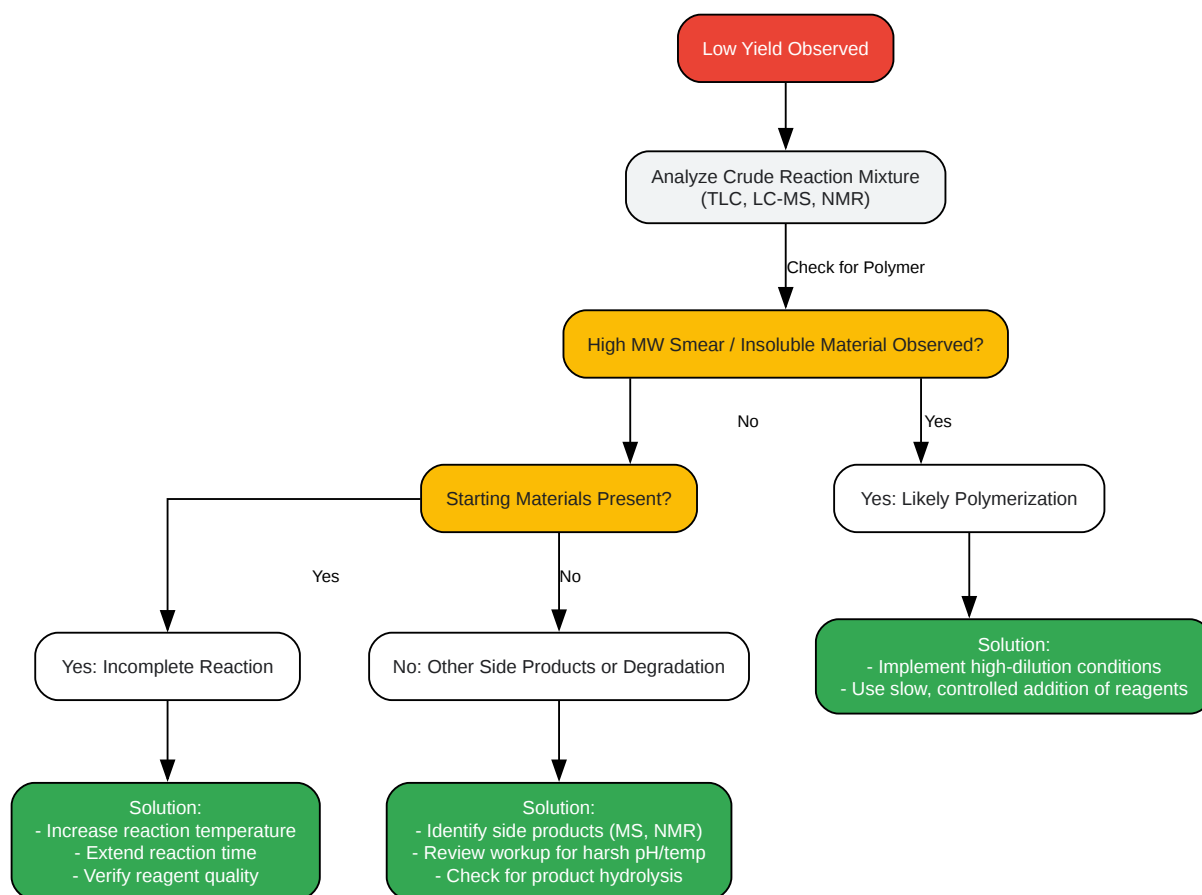 Low Yield Observed
Analyze Crude Reaction Mixture
(TLC, LC-MS, NMR)
Check for Polymer
High MW Smear / Insoluble Material Observed?
No
Yes
Starting Materials Present?
Yes: Likely Polymerization
Yes
No
Yes: Incomplete Reaction
No: Other Side Products or Degradation
Solution:
- Implement high-dilution conditions
- Use slow, controlled addition of reagents
Solution:
- Increase reaction temperature
- Extend reaction time
- Verify reagent quality
Solution:
- Identify side products (MS, NMR)
- Review workup for harsh pH/temp
- Check for product hydrolysis